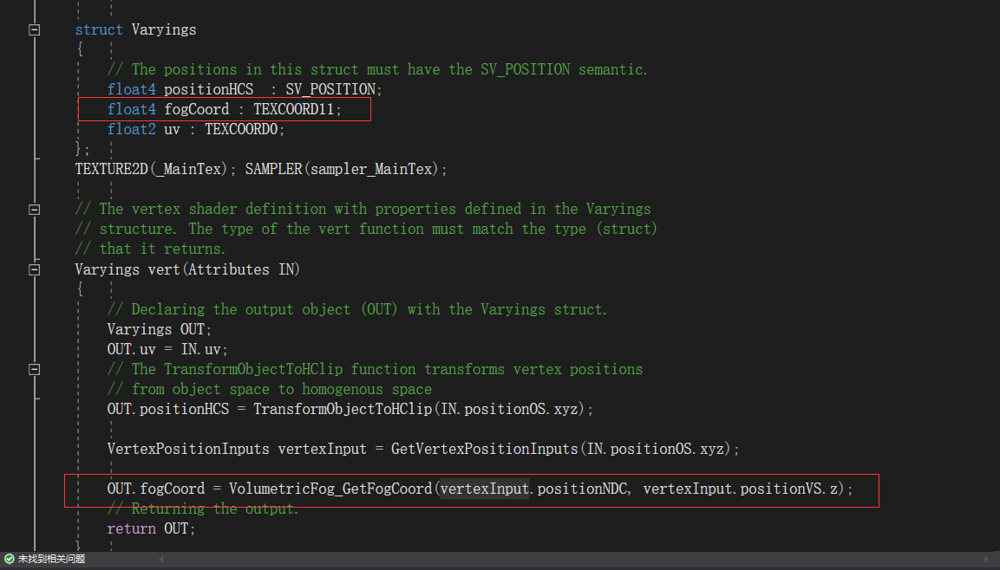 struct Varyings
{
// The positions in this struct must have the SV_POSITION semantic.
float4 positionHCS : SV_POSITION;
float4 fogCoord : TEXCOORD11;
float2 uv : TEXCOORD0;
};
TEXTURE2D(_MainTex); SAMPLER(sampler_MainTex);
// The vertex shader definition with properties defined in the Varyings
// structure. The type of the vert function must match the type (struct)
// that it returns.
Varyings vert(Attributes IN)
{
// Declaring the output object (OUT) with the Varyings struct.
Varyings OUT;
OUT.uv = IN.uv;
// The TransformObjectToHClip function transforms vertex positions
// from object space to homogenous space
OUT.positionHCS = TransformObjectToHClip(IN.positionOS.xyz);
VertexPositionInputs vertexInput = GetVertexPositionInputs(IN.positionOS.xyz);
OUT.fogCoord = VolumetricFog_GetFogCoord(vertexInput.positionNDC, vertexInput.positionVS.z);
// Returning the output.
return OUT;
}
未找到相关问题